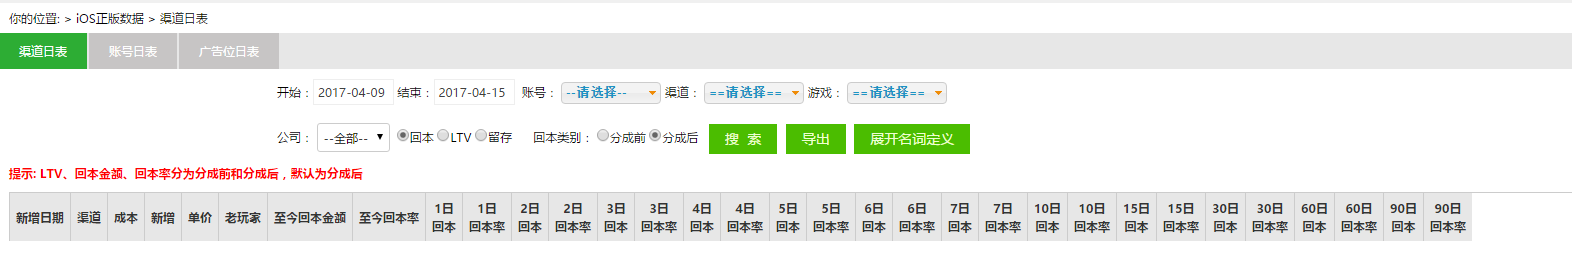 你的位置: > iOS正版数据 > 渠道日表
渠道日表 账号日表 广告位日表
开始： 2017-04-09 结束： 2017-04-15 账号： --请选择-- 渠道： ==请选择== 游戏： ==请选择==
公司： --全部-- 回本 LTV 留存 回本类别： 分成前 分成后 搜 索 导出 展开名词定义
提示: LTV、回本金额、回本率分为分成前和分成后，默认为分成后
新增日期 渠道 成本 新增 单价 老玩家 至今回本金额 至今回本率 1日回本 1日回本率 2日回本 2日回本率 3日回本 3日回本率 4日回本 4日回本率 5日回本 5日回本率 6日回本 6日回本率 7日回本 7日回本率 10日回本 10日回本率 15日回本 15日回本率 30日回本 30日回本率 60日回本 60日回本率 90日回本 90日回本率